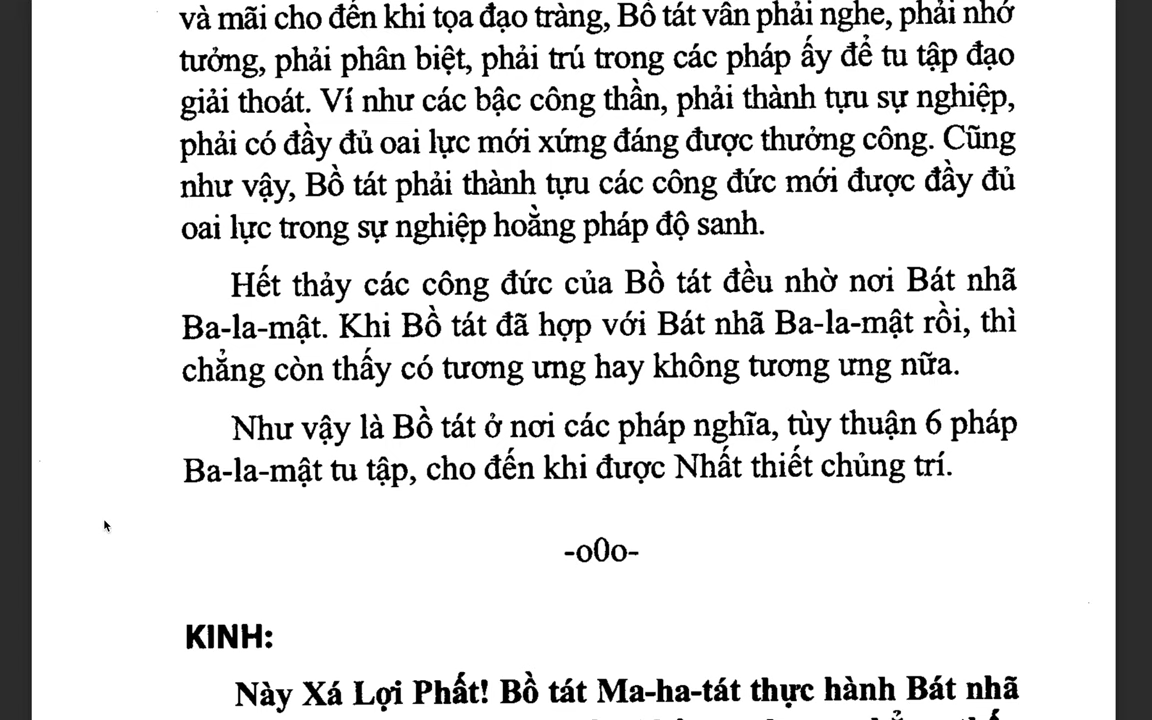 và mãi cho đến khi tọa đạo tràng, Bồ tát vẫn phải nghe, phải nhớ
tưởng, phải phân biệt, phải trú trong các pháp ấy để tu tập đạo
giải thoát. Ví như các bậc công thần, phải thành tựu sự nghiệp,
phải có đầy đủ oai lực mới xứng đáng được thưởng công. Cũng
như vậy, Bồ tát phải thành tựu các công đức mới được đầy đủ
oai lực trong sự nghiệp hoằng pháp độ sanh.
Hết thảy các công đức của Bồ tát đều nhờ nơi Bát nhã
Ba-la-mật. Khi Bồ tát đã hợp với Bát nhã Ba-la-mật rồi, thì
chẳng còn thấy có tương ưng hay không tương ưng nữa.
Như vậy là Bồ tát ở nơi các pháp nghĩa, tùy thuận 6 pháp
Ba-la-mật tu tập, cho đến khi được Nhất thiết chủng trí.
-o0o-
KINH:
Này Xá Lợi Phất! Bồ tát Ma-ha-tát thực hành Bát nhã